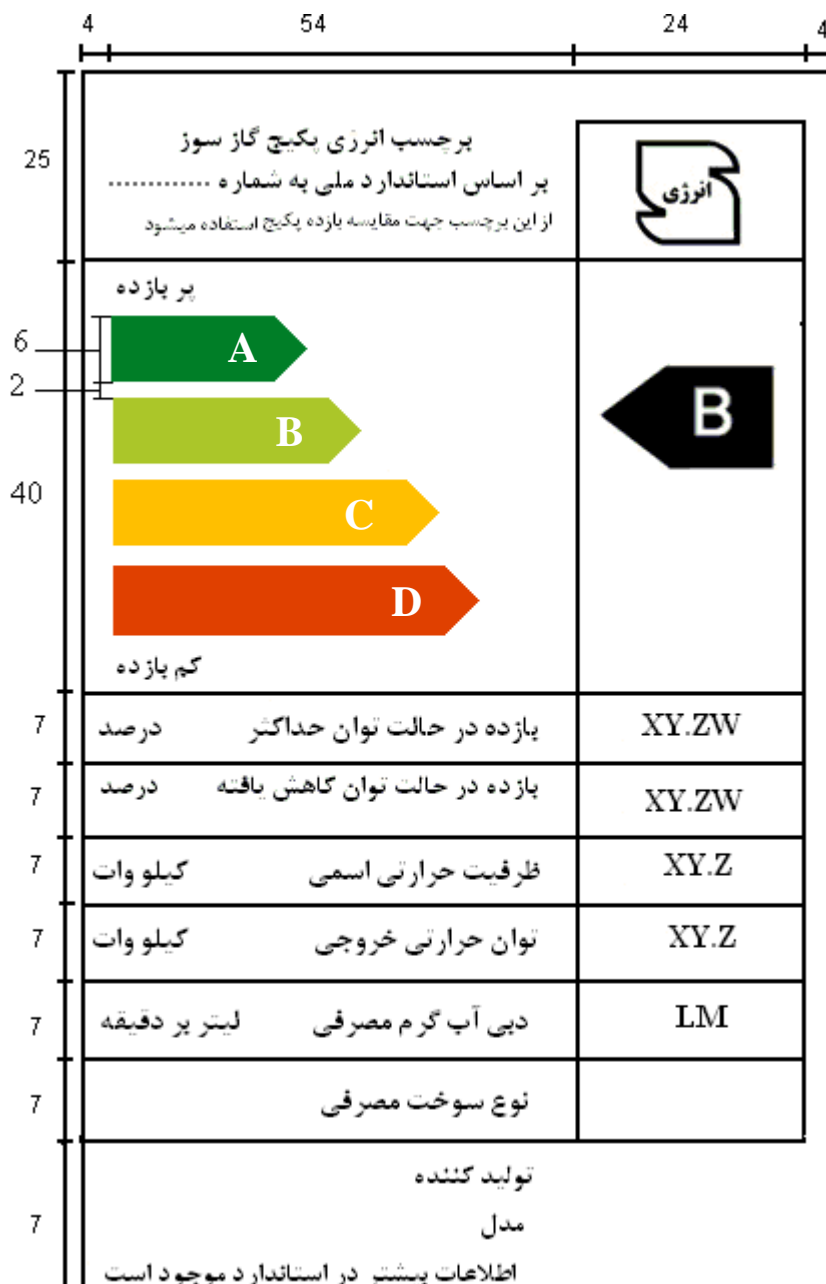 4 54 24 4
25
برچسب انرژی پکیج گاز سوز
بر اساس استاندارد ملی به شماره ............
از این برچسب جهت مقایسه بازده پکیج استفاده میشود
انرژی
پر بازده
6
A
2
B
B
40
C
D
کم بازده
7 بازده در حالت توان حداکثر درصد XY.ZW
7 بازده در حالت توان کاهش یافته درصد XY.ZW
7 ظرفیت حرارتی اسمی کیلو وات XY.Z
7 توان حرارتی خروجی کیلو وات XY.Z
7 دبی آب گرم مصرفی لیتر بر دقیقه LM
7 نوع سوخت مصرفی
تولید کننده
7 مدل
اطلاعات بیشتر در استاندارد موجود است